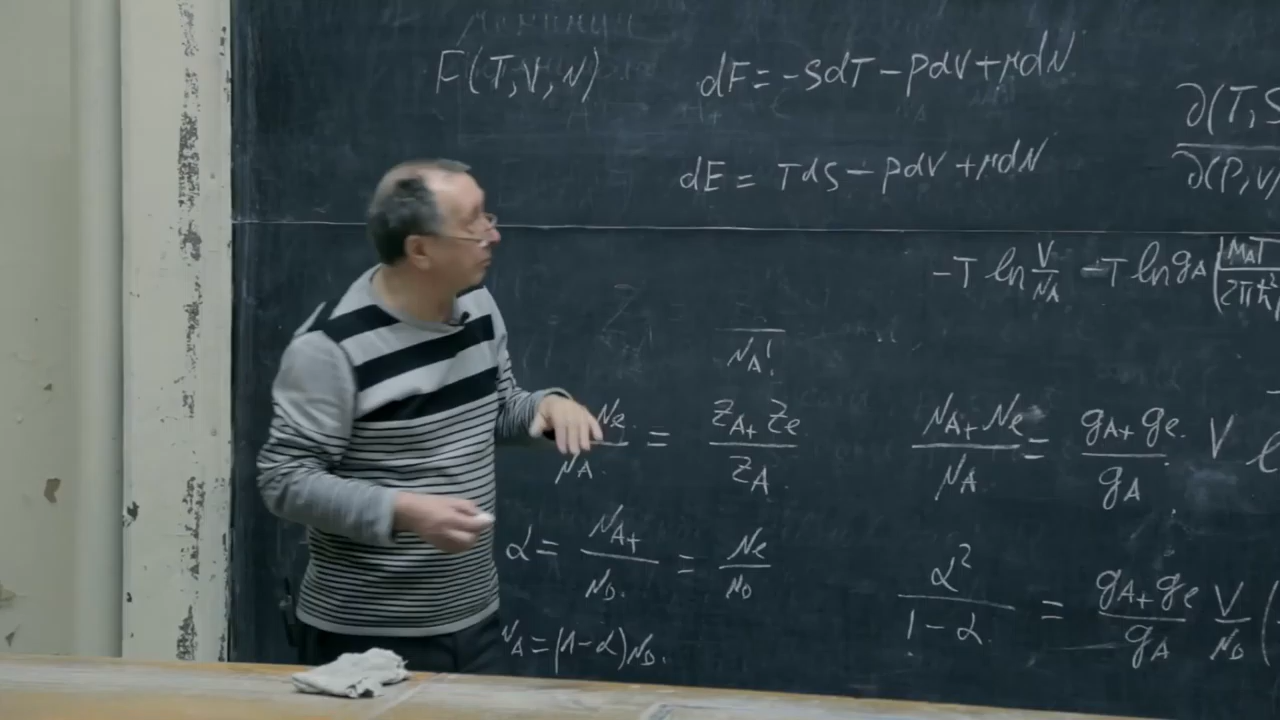 F(T,V,N) dF = -SdT - PdV + μdN
∂(T,S
∂(P,V)
dE = TdS - PdV + μdN
-T ln V/N_A - T ln g_A (M_A T / 2πħ²
N_A!
N_e / N_A = Z_A+ Z_e / Z_A
N_A+ N_e / N_A = g_A+ g_e / g_A V
α = N_A+ / N_0 = N_e / N_0
α² / 1-α = g_A+ g_e / g_A V / N_0 (
N_A = (1-α)N_0.